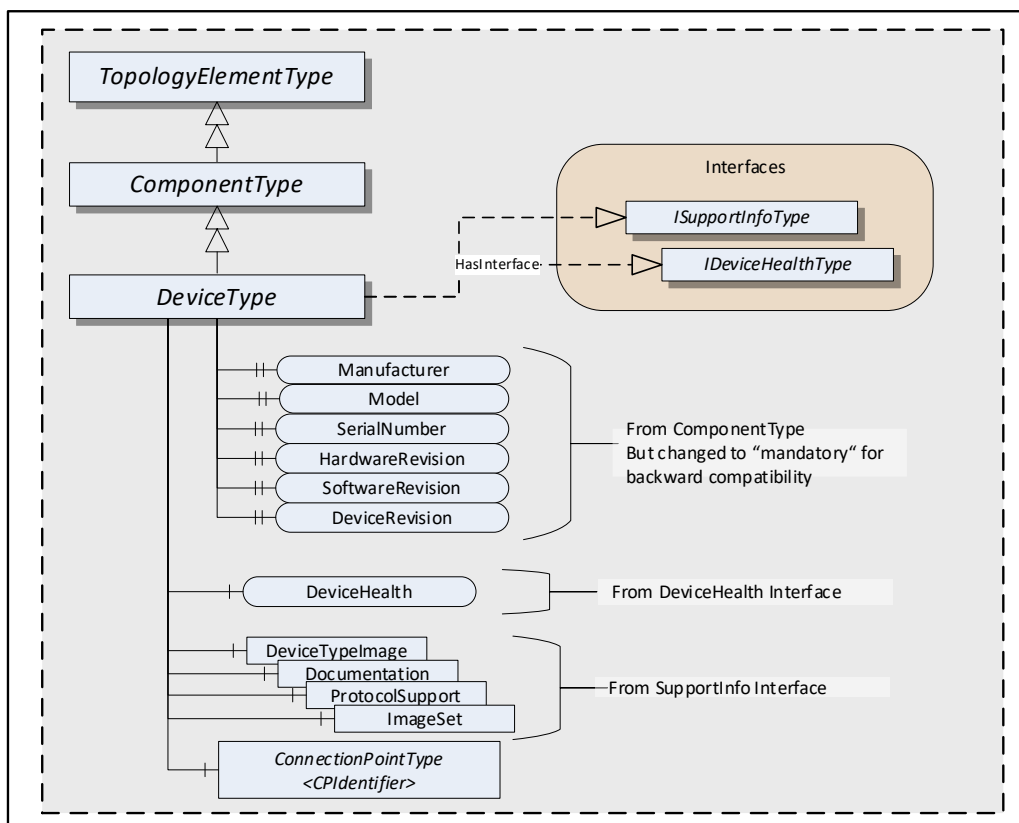 TopologyElementType
ComponentType
Interfaces
ISupportInfoType
HasInterface
IDeviceHealthType
DeviceType
Manufacturer
Model
SerialNumber
HardwareRevision
SoftwareRevision
DeviceRevision
From ComponentType
But changed to “mandatory“ for
backward compatibility
DeviceHealth
From DeviceHealth Interface
DeviceTypeImage
Documentation
ProtocolSupport
ImageSet
From SupportInfo Interface
ConnectionPointType
<CPIdentifier>